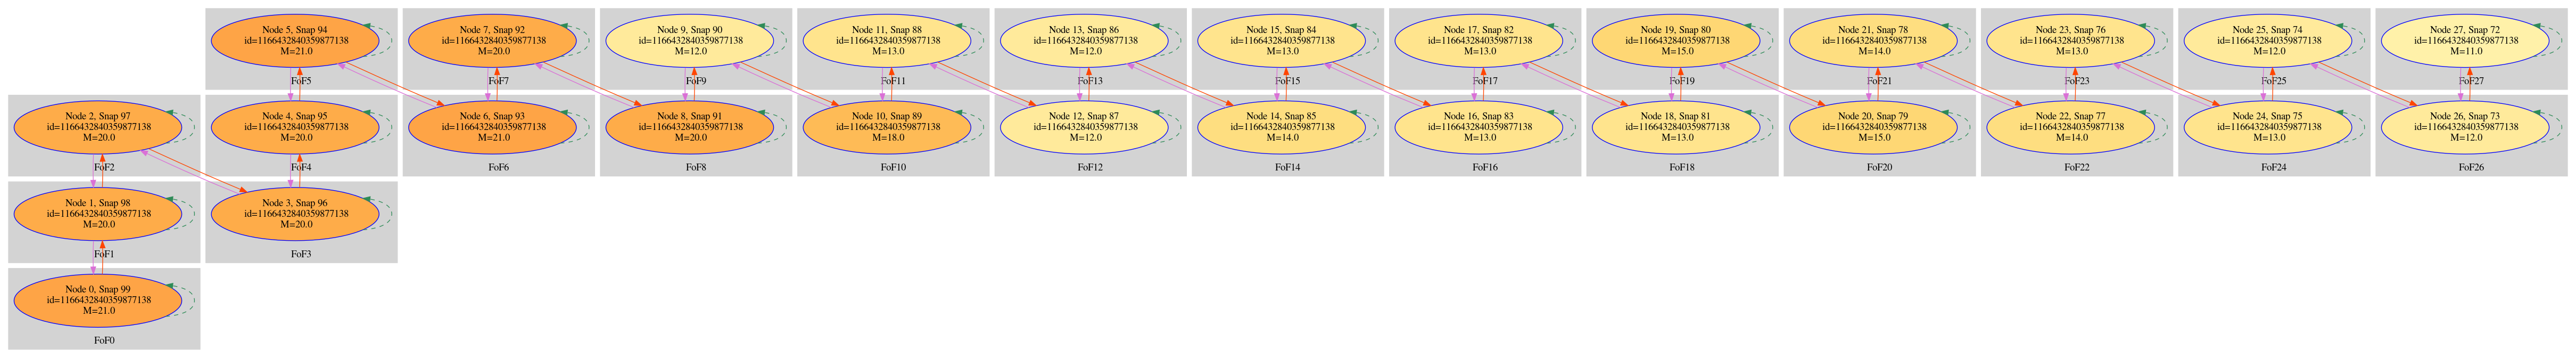 Node 5, Snap 94
id=1166432840359877138
M=21.0
FoF5
Node 7, Snap 92
id=1166432840359877138
M=20.0
FoF7
Node 9, Snap 90
id=1166432840359877138
M=12.0
FoF9
Node 11, Snap 88
id=1166432840359877138
M=13.0
FoF11
Node 13, Snap 86
id=1166432840359877138
M=12.0
FoF13
Node 15, Snap 84
id=1166432840359877138
M=13.0
FoF15
Node 17, Snap 82
id=1166432840359877138
M=13.0
FoF17
Node 19, Snap 80
id=1166432840359877138
M=15.0
FoF19
Node 21, Snap 78
id=1166432840359877138
M=14.0
FoF21
Node 23, Snap 76
id=1166432840359877138
M=13.0
FoF23
Node 25, Snap 74
id=1166432840359877138
M=12.0
FoF25
Node 27, Snap 72
id=1166432840359877138
M=11.0
FoF27
Node 2, Snap 97
id=1166432840359877138
M=20.0
FoF2
Node 4, Snap 95
id=1166432840359877138
M=20.0
FoF4
Node 6, Snap 93
id=1166432840359877138
M=21.0
FoF6
Node 8, Snap 91
id=1166432840359877138
M=20.0
FoF8
Node 10, Snap 89
id=1166432840359877138
M=18.0
FoF10
Node 12, Snap 87
id=1166432840359877138
M=12.0
FoF12
Node 14, Snap 85
id=1166432840359877138
M=14.0
FoF14
Node 16, Snap 83
id=1166432840359877138
M=13.0
FoF16
Node 18, Snap 81
id=1166432840359877138
M=13.0
FoF18
Node 20, Snap 79
id=1166432840359877138
M=15.0
FoF20
Node 22, Snap 77
id=1166432840359877138
M=14.0
FoF22
Node 24, Snap 75
id=1166432840359877138
M=13.0
FoF24
Node 26, Snap 73
id=1166432840359877138
M=12.0
FoF26
Node 1, Snap 98
id=1166432840359877138
M=20.0
FoF1
Node 3, Snap 96
id=1166432840359877138
M=20.0
FoF3
Node 0, Snap 99
id=1166432840359877138
M=21.0
FoF0